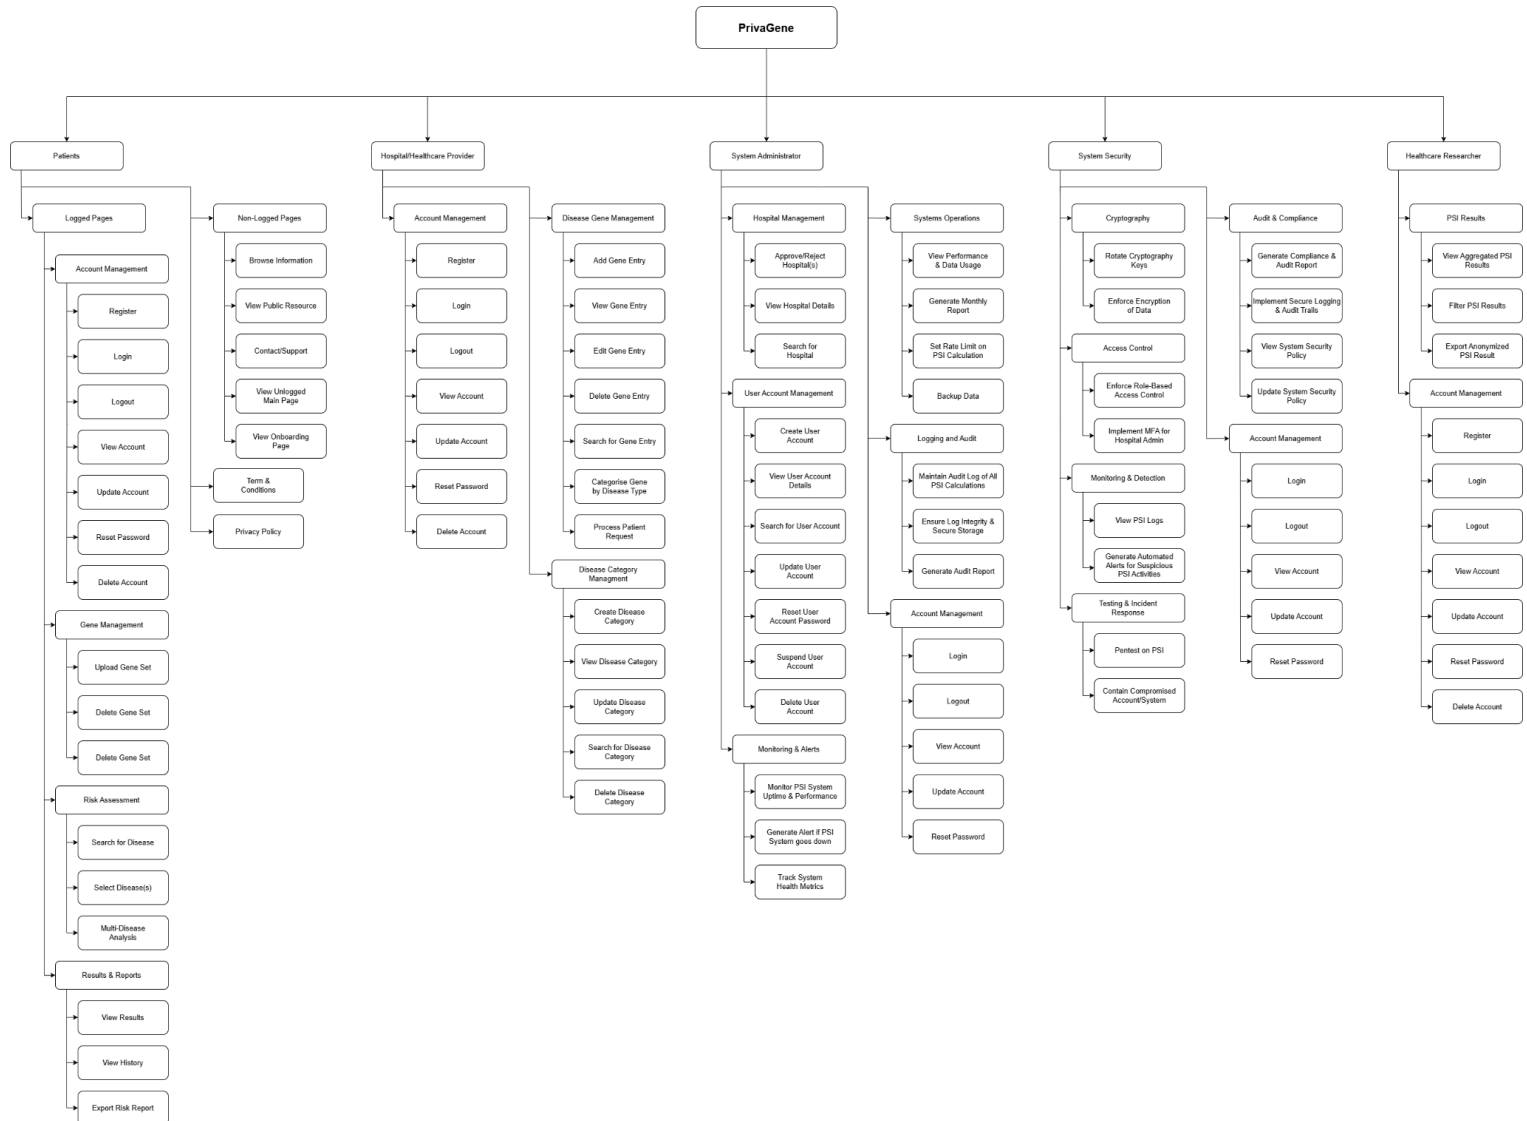 PrivaGene
Patients
Logged Pages
Account Management
Register
Login
Logout
View Account
Update Account
Reset Password
Delete Account
Gene Management
Upload Gene Set
Delete Gene Set
Delete Gene Set
Risk Assessment
Search for Disease
Select Disease(s)
Multi-Disease
Analysis
Results & Reports
View Results
View History
Export Risk Report
Non-Logged Pages
Browse Information
View Public Resource
Contact/Support
View Unlogged
Main Page
View Onboarding
Page
Term &
Conditions
Privacy Policy
Hospital/Healthcare Provider
Account Management
Register
Login
Logout
View Account
Update Account
Reset Password
Delete Account
Disease Gene Management
Add Gene Entry
View Gene Entry
Edit Gene Entry
Delete Gene Entry
Search for Gene Entry
Categorise Gene
by Disease Type
Process Patient
Request
Disease Category
Managment
Create Disease
Category
View Disease Category
Update Disease
Category
Search for Disease
Category
Delete Disease
Category
System Administrator
Hospital Management
Approve/Reject
Hospital(s)
View Hospital Details
Search for
Hospital
User Account Management
Create User
Account
View User Account
Details
Search for User Account
Update User
Account
Reset User
Account Password
Suspend User
Account
Delete User
Account
Monitoring & Alerts
Monitor PSI System
Uptime & Performance
Generate Alert if PSI
System goes down
Track System
Health Metrics
Systems Operations
View Performance
& Data Usage
Generate Monthly
Report
Set Rate Limit on
PSI Calculation
Backup Data
Logging and Audit
Maintain Audit Log of All
PSI Calculations
Ensure Log Integrity &
Secure Storage
Generate Audit Report
Account Management
Login
Logout
View Account
Update Account
Reset Password
System Security
Cryptography
Rotate Cryptography
Keys
Enforce Encryption
of Data
Access Control
Enforce Role-Based
Access Control
Implement MFA for
Hospital Admin
Monitoring & Detection
View PSI Logs
Generate Automated
Alerts for Suspicious
PSI Activities
Testing & Incident
Response
Pentest on PSI
Contain Compromised
Account/System
Audit & Compliance
Generate Compliance &
Audit Report
Implement Secure Logging
& Audit Trails
View System Security
Policy
Update System Security
Policy
Account Management
Login
Logout
View Account
Update Account
Reset Password
Healthcare Researcher
PSI Results
View Aggregated PSI
Results
Filter PSI Results
Export Anonymized
PSI Result
Account Management
Register
Login
Logout
View Account
Update Account
Reset Password
Delete Account